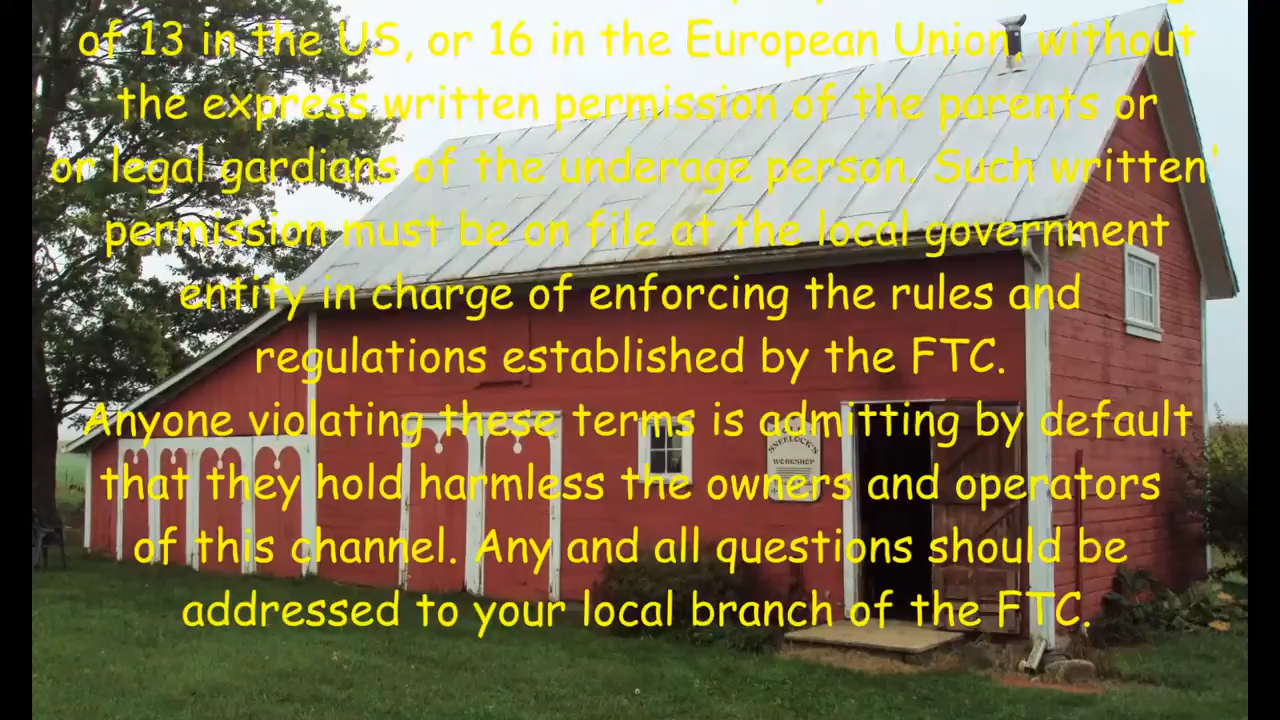 of 13 in the US, or 16 in the European Union, without
the express written permission of the parents or
or legal gardians of the underage person. Such written'
permission must be on file at the local government
entity in charge of enforcing the rules and
regulations established by the FTC.
Anyone violating these terms is admitting by default
that they hold harmless the owners and operators
of this channel. Any and all questions should be
addressed to your local branch of the FTC.
SNEELOCK'S
WORKSHOP